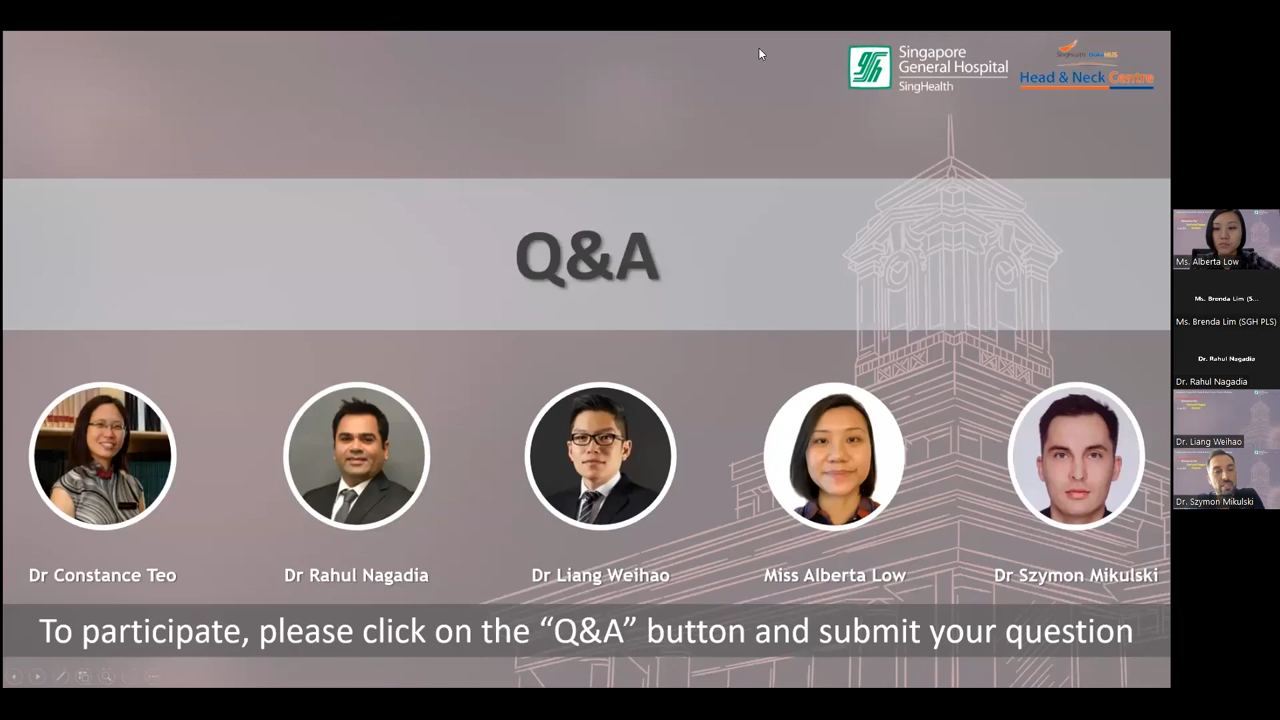 Singapore
General Hospital
SingHealth
Head & Neck Centre
Q&A
Dr Constance Teo
Dr Rahul Nagadia
Dr Liang Weihao
Miss Alberta Low
Dr Szymon Mikulski
To participate, please click on the “Q&A” button and submit your question
Ms. Alberta Low
Ms. Brenda Lim (S...
Ms. Brenda Lim (SGH PLS)
Dr. Rahul Nagadia
Dr. Rahul Nagadia
Dr. Liang Weihao
Dr. Szymon Mikulski